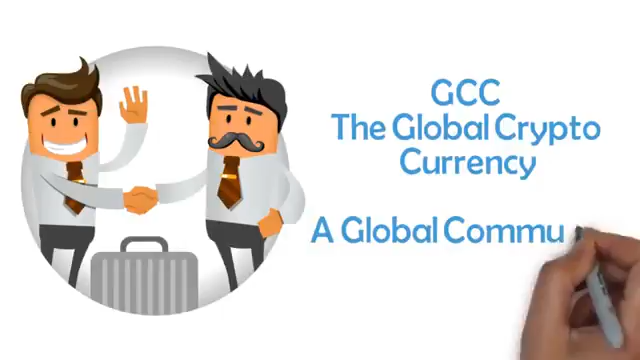 GCC
The Global Crypto
Currency
A Global Commu